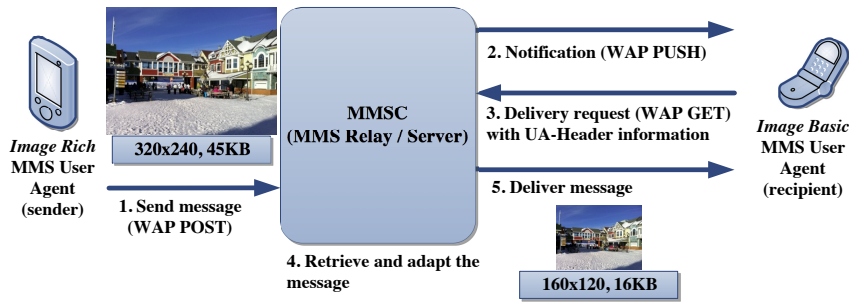 Image Rich
MMS User
Agent
(sender)
320x240, 45KB
1. Send message
(WAP POST)
MMSC
(MMS Relay / Server)
2. Notification (WAP PUSH)
3. Delivery request (WAP GET)
with UA-Header information
4. Retrieve and adapt the
message
5. Deliver message
160x120, 16KB
Image Basic
MMS User
Agent
(recipient)